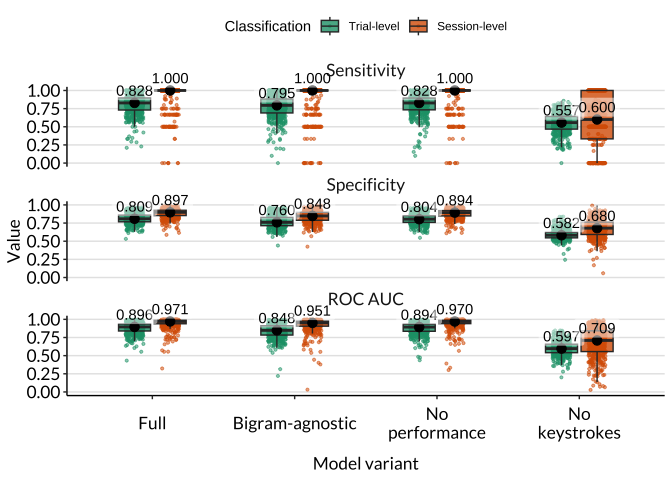 Classification Trial-level Session-level
Sensitivity
1.000 1.000 1.000
0.828 0.795 0.828 0.557 0.600
1.00
0.75
0.50
0.25
0.00
Specificity
0.809 0.897 0.760 0.848 0.804 0.894 0.582 0.680
1.00
0.75
0.50
0.25
0.00
Value
ROC AUC
0.896 0.971 0.848 0.951 0.894 0.970 0.597 0.709
1.00
0.75
0.50
0.25
0.00
Full Bigram-agnostic No performance No keystrokes
Model variant